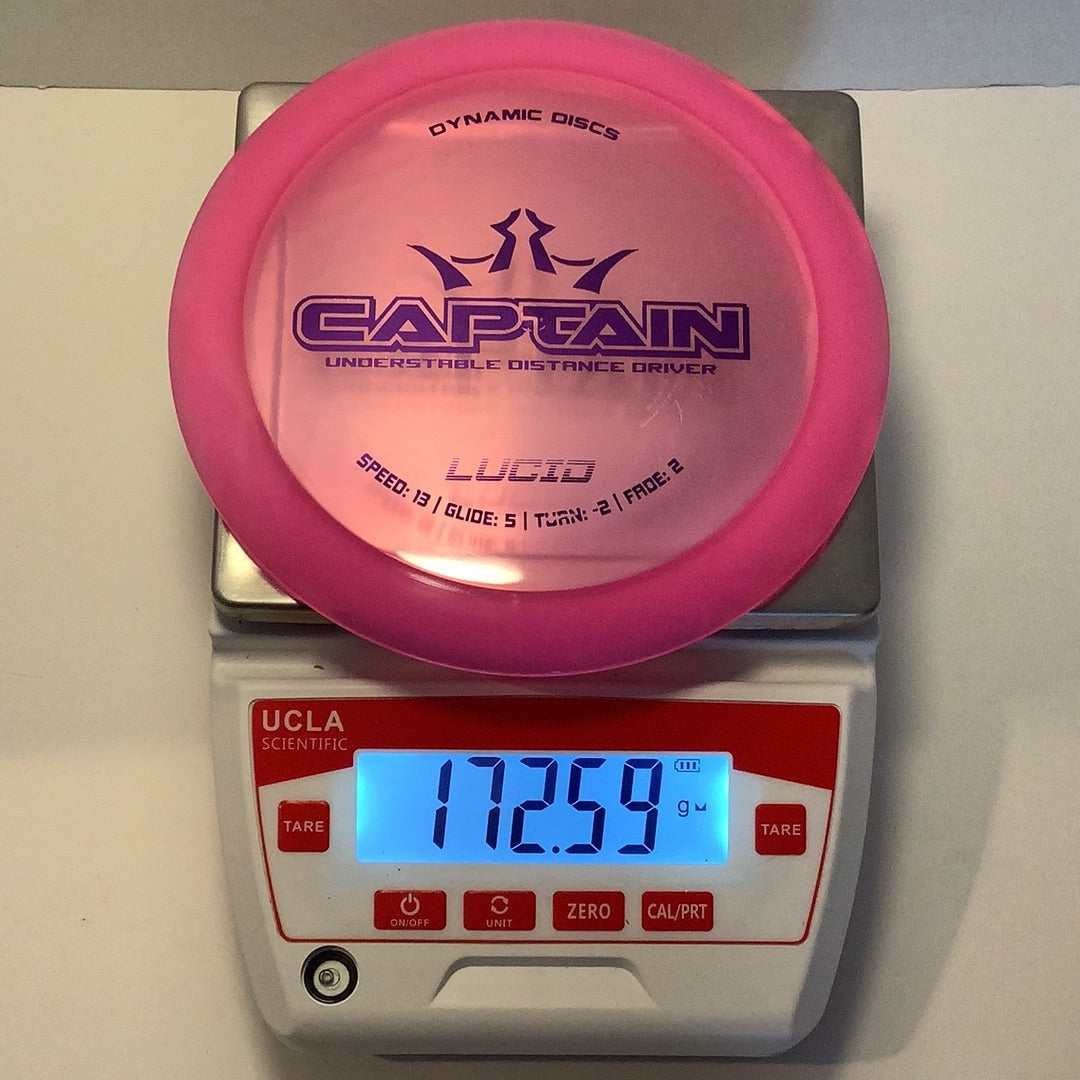 DYNAMIC DISCS
CAPTAIN
UNDERSTABLE DISTANCE DRIVER
LUCID
SPEED: 13 | GLIDE: 5 | TURN: -2 | FADE: 2
UCLA
SCIENTIFIC
172.59 g
TARE
TARE
ON/OFF
UNIT
ZERO
CAL/PRT